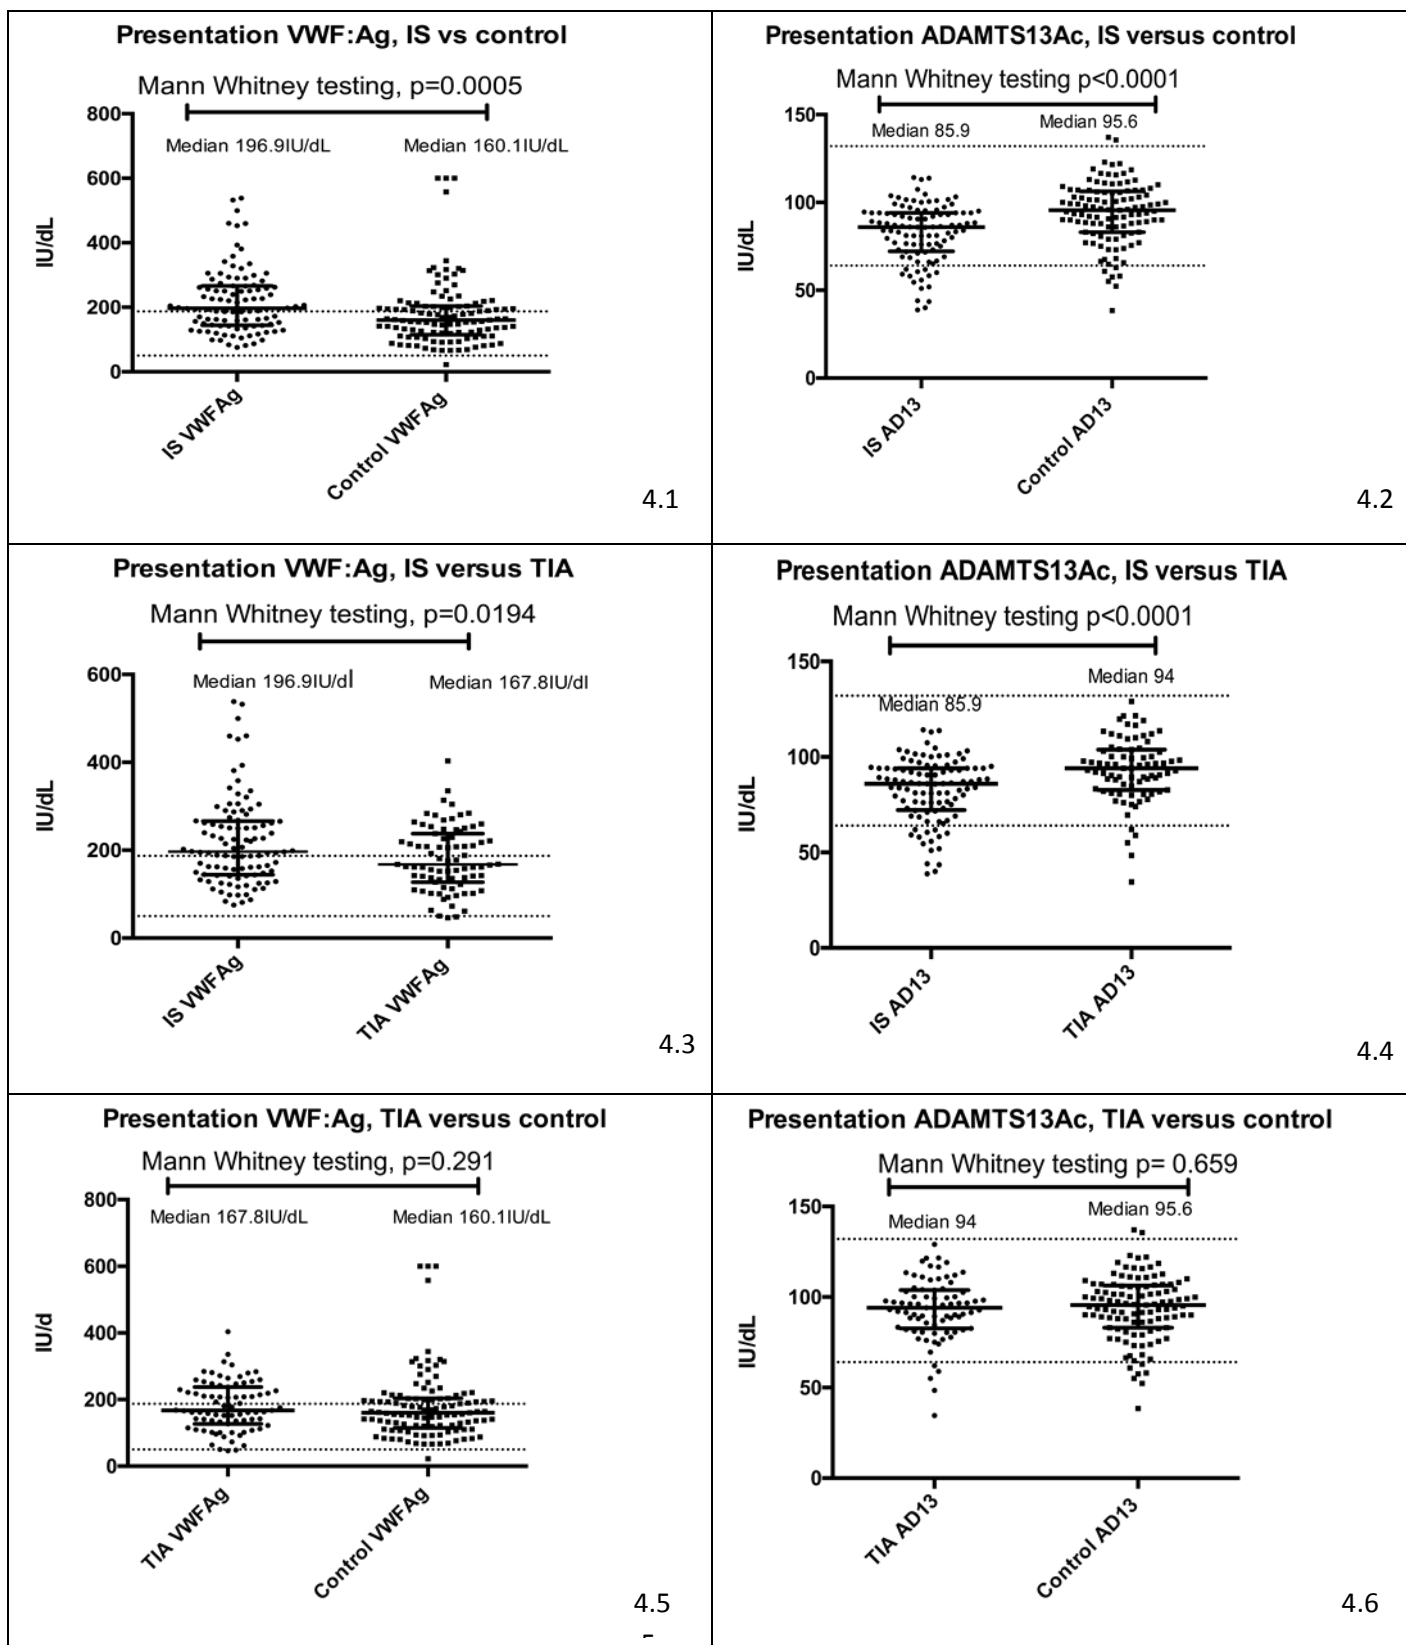 Presentation VWF:Ag, IS vs control
Mann Whitney testing, p=0.0005
800
Median 196.9IU/dL Median 160.1IU/dL
600
IU/dL
400
200
0
IS VWFAg
Control VWFAg
4.1
Presentation ADAMTS13Ac, IS versus control
Mann Whitney testing p<0.0001
150
Median 85.9 Median 95.6
100
IU/dL
50
0
IS AD13
Control AD13
4.2
Presentation VWF:Ag, IS versus TIA
Mann Whitney testing, p=0.0194
600
Median 196.9IU/dl Median 167.8IU/dl
400
IU/dL
200
0
IS VWFAg
TIA VWFAg
4.3
Presentation ADAMTS13Ac, IS versus TIA
Mann Whitney testing p<0.0001
150
Median 94
Median 85.9
100
IU/dL
50
0
IS AD13
TIA AD13
4.4
Presentation VWF:Ag, TIA versus control
Mann Whitney testing, p=0.291
800
Median 167.8IU/dL Median 160.1IU/dL
600
IU/d
400
200
0
TIA VWFAg
Control VWFAg
4.5
Presentation ADAMTS13Ac, TIA versus control
Mann Whitney testing p= 0.659
150
Median 94 Median 95.6
100
IU/dL
50
0
TIA AD13
Control AD13
4.6